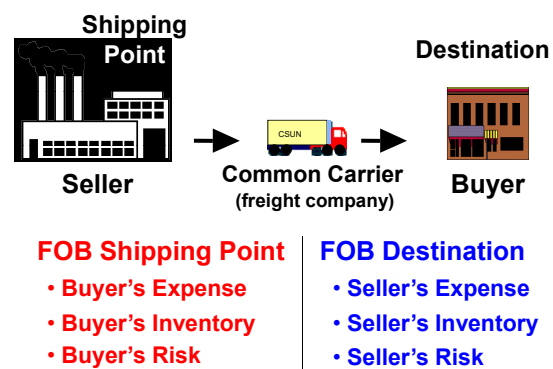 Shipping
Point
Destination
CSUN
Seller
Common Carrier
(freight company)
Buyer
FOB Shipping Point
• Buyer's Expense
• Buyer's Inventory
• Buyer's Risk
FOB Destination
• Seller's Expense
• Seller's Inventory
• Seller's Risk